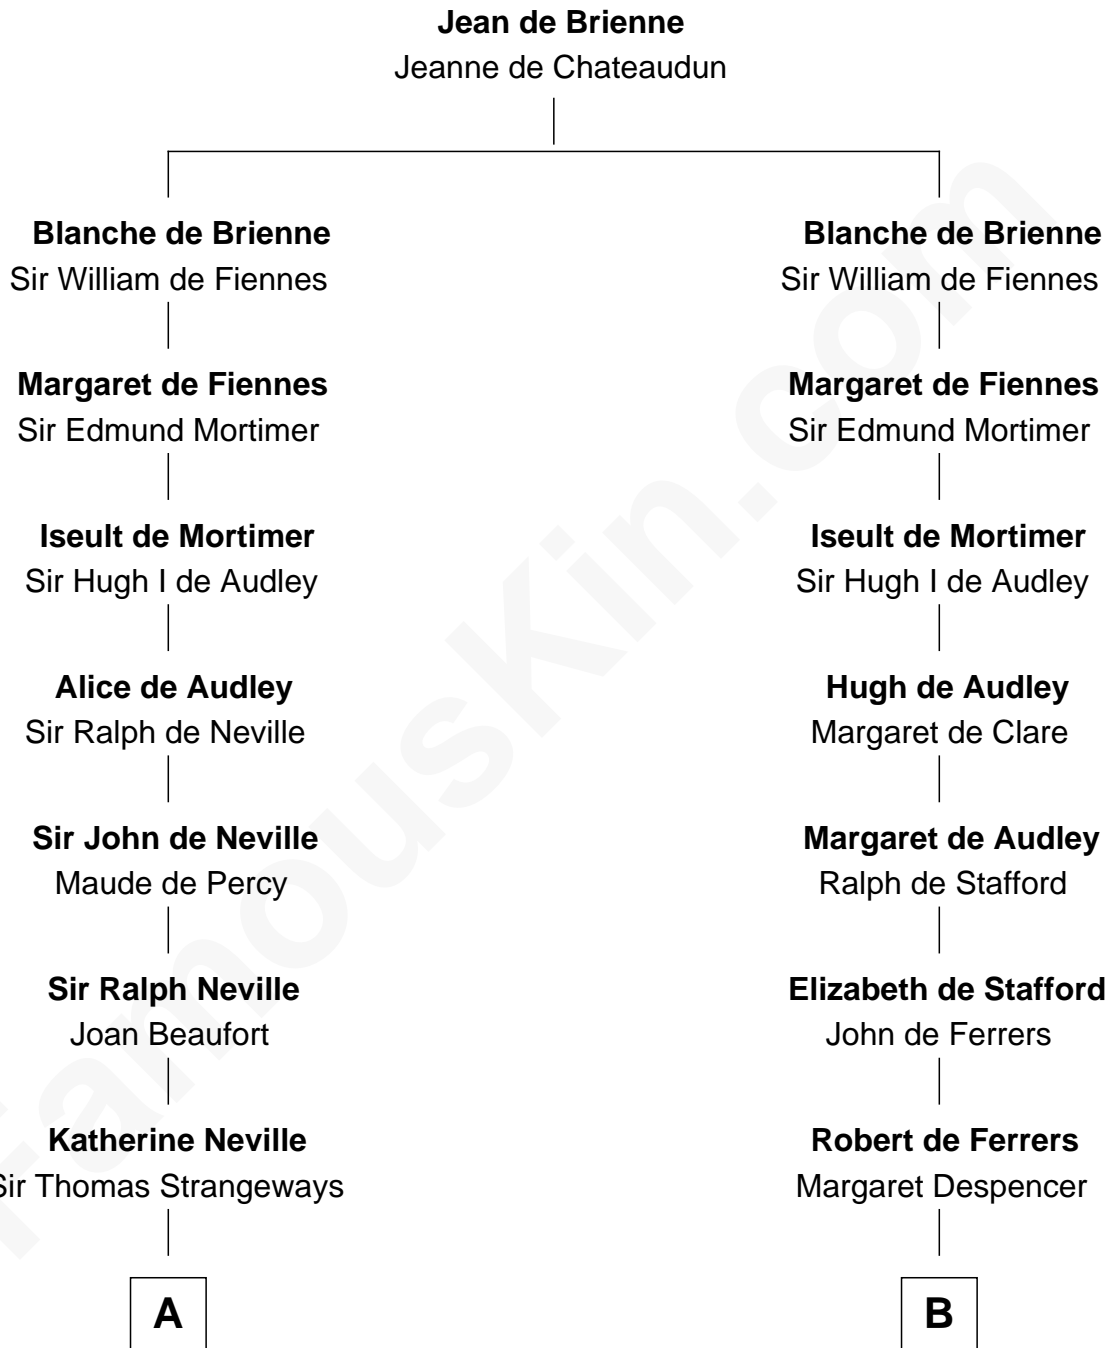 Jean de Brienne
Jeanne de Chateaudun
Blanche de Brienne
Sir William de Fiennes
Margaret de Fiennes
Sir Edmund Mortimer
Iseult de Mortimer
Sir Hugh I de Audley
Alice de Audley
Sir Ralph de Neville
Sir John de Neville
Maude de Percy
Sir Ralph Neville
Joan Beaufort
Katherine Neville
Sir Thomas Strangeways
A
Blanche de Brienne
Sir William de Fiennes
Margaret de Fiennes
Sir Edmund Mortimer
Iseult de Mortimer
Sir Hugh I de Audley
Hugh de Audley
Margaret de Clare
Margaret de Audley
Ralph de Stafford
Elizabeth de Stafford
John de Ferrers
Robert de Ferrers
Margaret Despencer
B
FamousKin.com